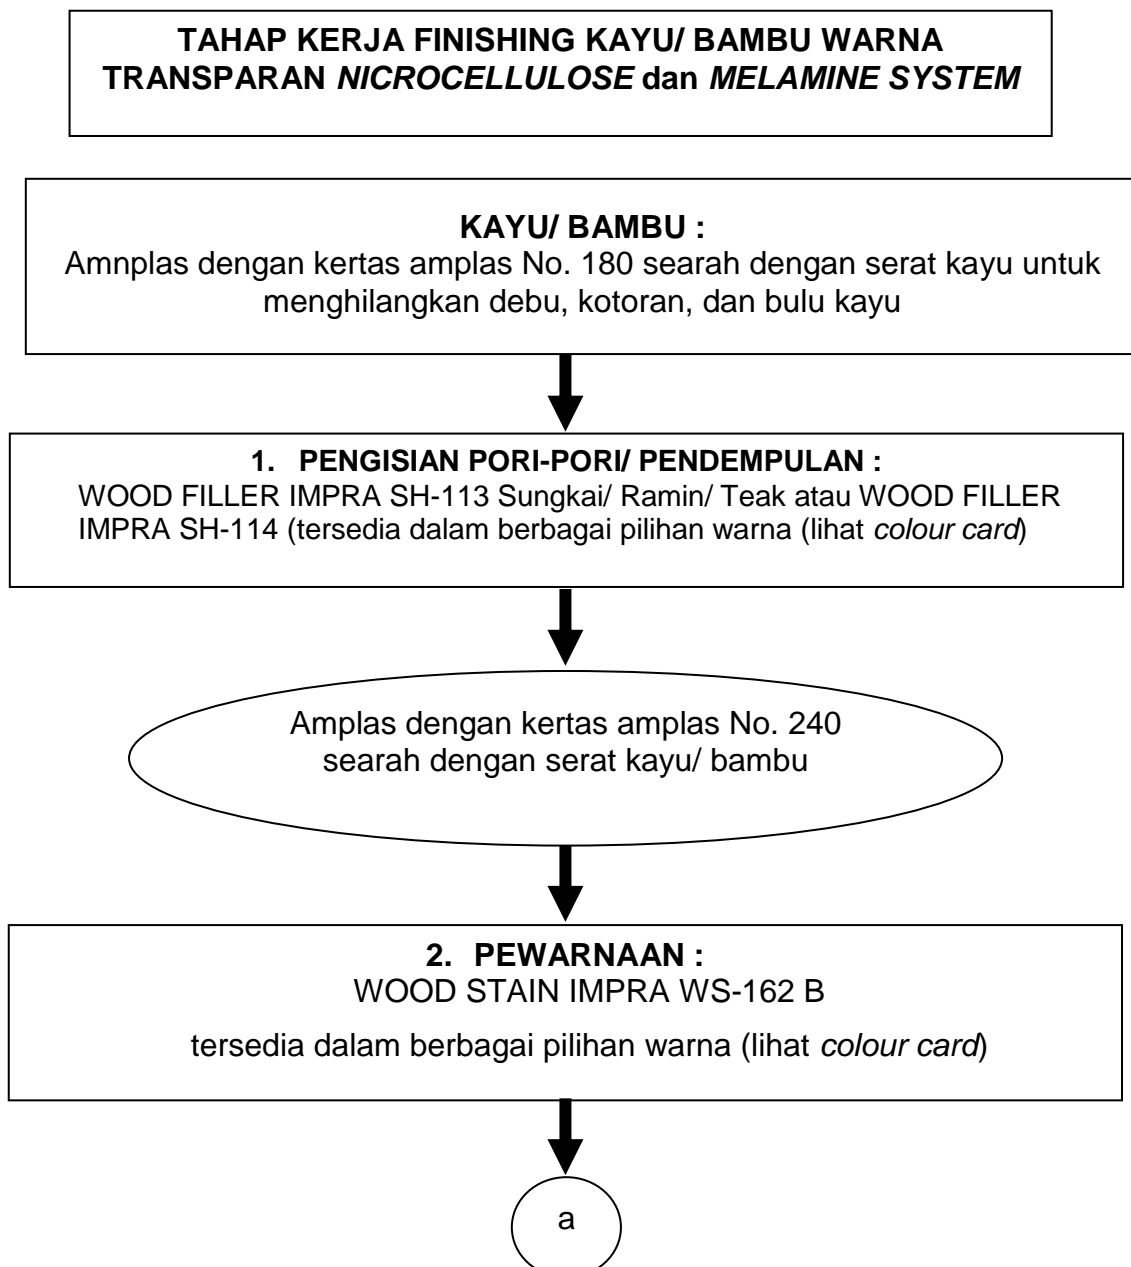 TAHAP KERJA FINISHING KAYU/ BAMBU WARNA
TRANSPARAN NICROCELLULOSE dan MELAMINE SYSTEM
KAYU/ BAMBU :
Amnplas dengan kertas amplas No. 180 searah dengan serat kayu untuk
menghilangkan debu, kotoran, dan bulu kayu
1. PENGISIAN PORI-PORI/ PENDEMPULAN :
WOOD FILLER IMPRA SH-113 Sungkai/ Ramin/ Teak atau WOOD FILLER
IMPRA SH-114 (tersedia dalam berbagai pilihan warna (lihat colour card)
Amplas dengan kertas amplas No. 240
searah dengan serat kayu/ bambu
2. PEWARNAAN :
WOOD STAIN IMPRA WS-162 B
tersedia dalam berbagai pilihan warna (lihat colour card)
a